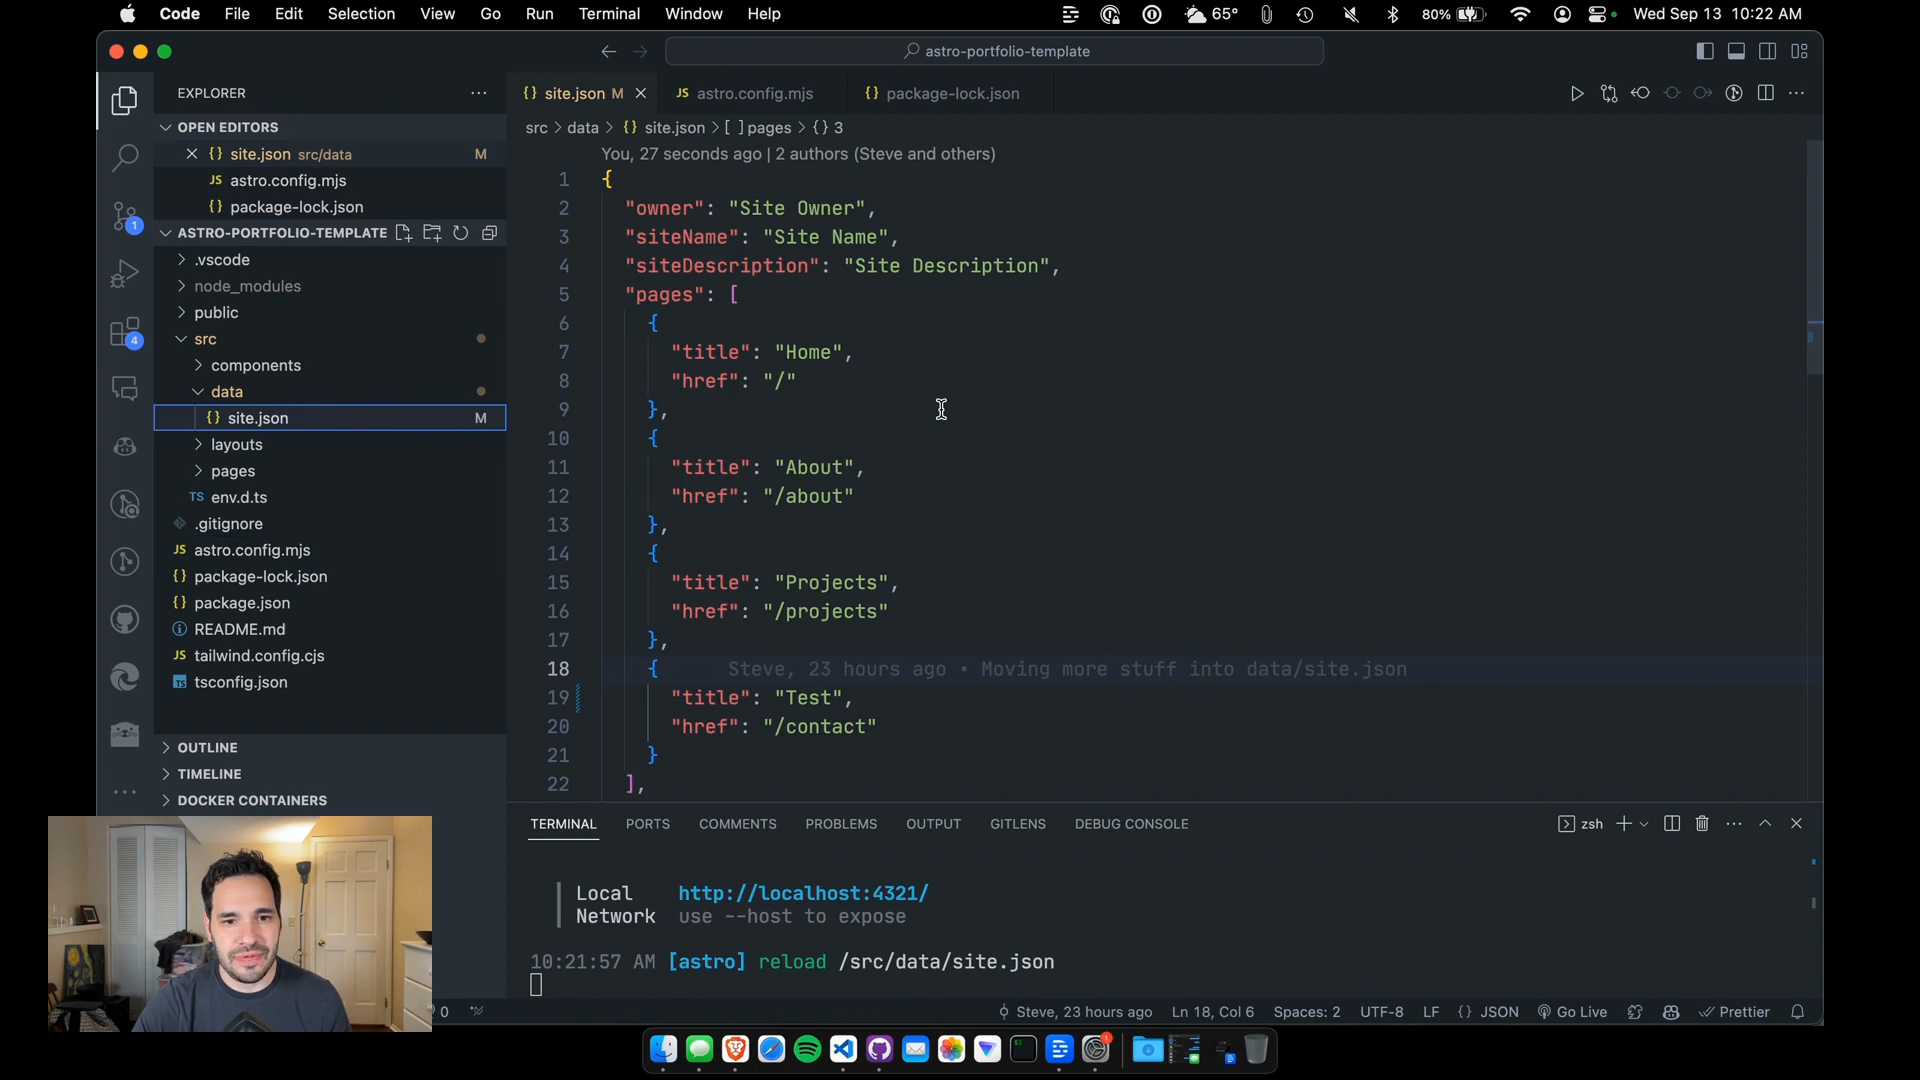 Code File Edit Selection View Go Run Terminal Window Help 65° 80% Wed Sep 13 10:22 AM
astro-portfolio-template
EXPLORER
site.json M
astro.config.mjs
package-lock.json
OPEN EDITORS
src > data > {} site.json > [ ] pages > {} 3
site.json src/data M
You, 27 seconds ago | 2 authors (Steve and others)
JS astro.config.mjs
{} package-lock.json
ASTRO-PORTFOLIO-TEMPLATE
.vscode
node_modules
public
src
components
data
{} site.json M
layouts
pages
TS env.d.ts
.gitignore
JS astro.config.mjs
{} package-lock.json
{} package.json
README.md
JS tailwind.config.cjs
TS tsconfig.json
OUTLINE
TIMELINE
DOCKER CONTAINERS
1
4
1 {
2 "owner": "Site Owner",
3 "siteName": "Site Name",
4 "siteDescription": "Site Description",
5 "pages": [
6 {
7 "title": "Home",
8 "href": "/"
9 },
10 {
11 "title": "About",
12 "href": "/about"
13 },
14 {
15 "title": "Projects",
16 "href": "/projects"
17 },
18 { Steve, 23 hours ago • Moving more stuff into data/site.json
19 "title": "Test",
20 "href": "/contact"
21 }
22 ],
TERMINAL PORTS COMMENTS PROBLEMS OUTPUT GITLENS DEBUG CONSOLE zsh
Local http://localhost:4321/
Network use --host to expose
10:21:57 AM [astro] reload /src/data/site.json
0 Steve, 23 hours ago Ln 18, Col 6 Spaces: 2 UTF-8 LF {} JSON Go Live Prettier
1